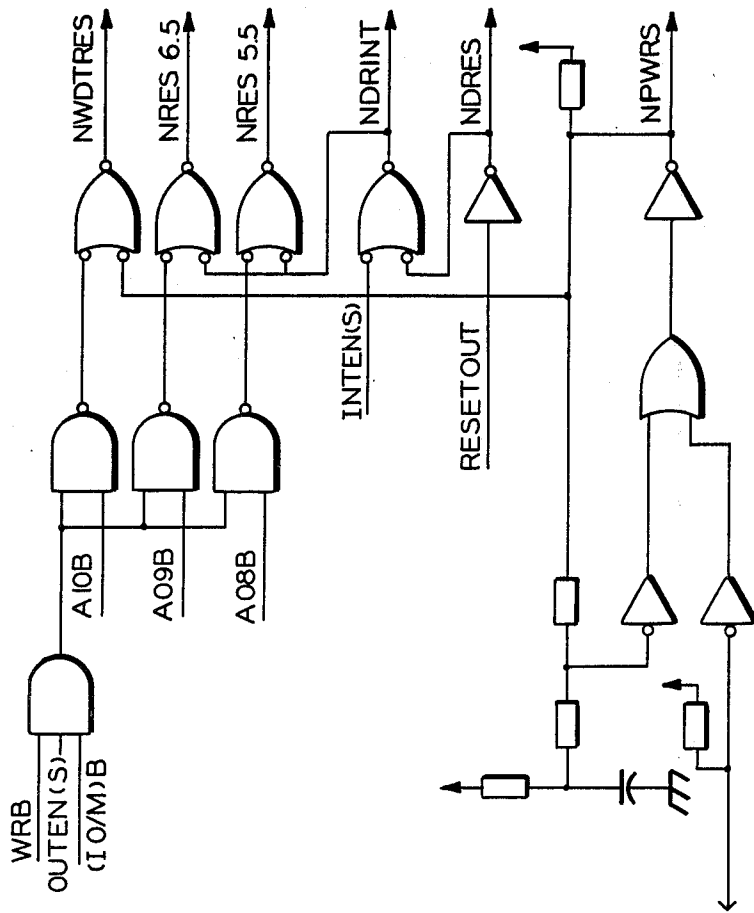 NWDTRES
NRES 6.5
NRES 5.5
NDRINT
NDRES
NPWRS
INTEN(S)
RESETOUT
A10B
A09B
A08B
WRB
OUTEN(S)
(IO/M)B